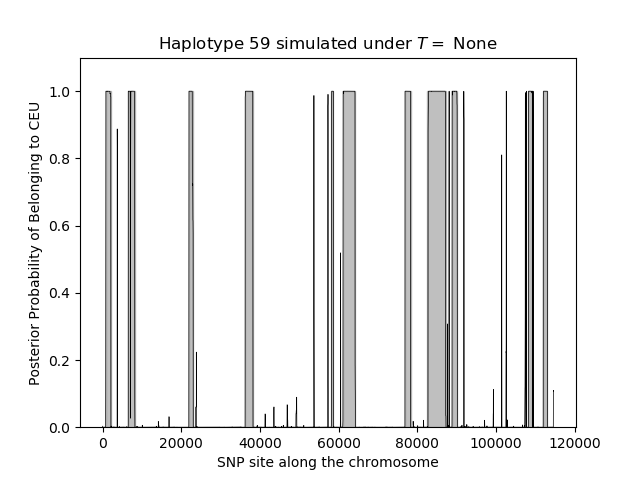 Haplotype 59 simulated under T = None
Posterior Probability of Belonging to CEU
1.0
0.8
0.6
0.4
0.2
0.0
0 20000 40000 60000 80000 100000 120000
SNP site along the chromosome